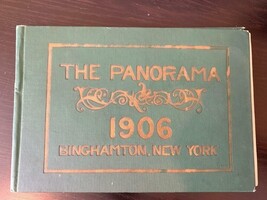 THE PANORAMA
1906
BINGHAMTON, NEW YORK